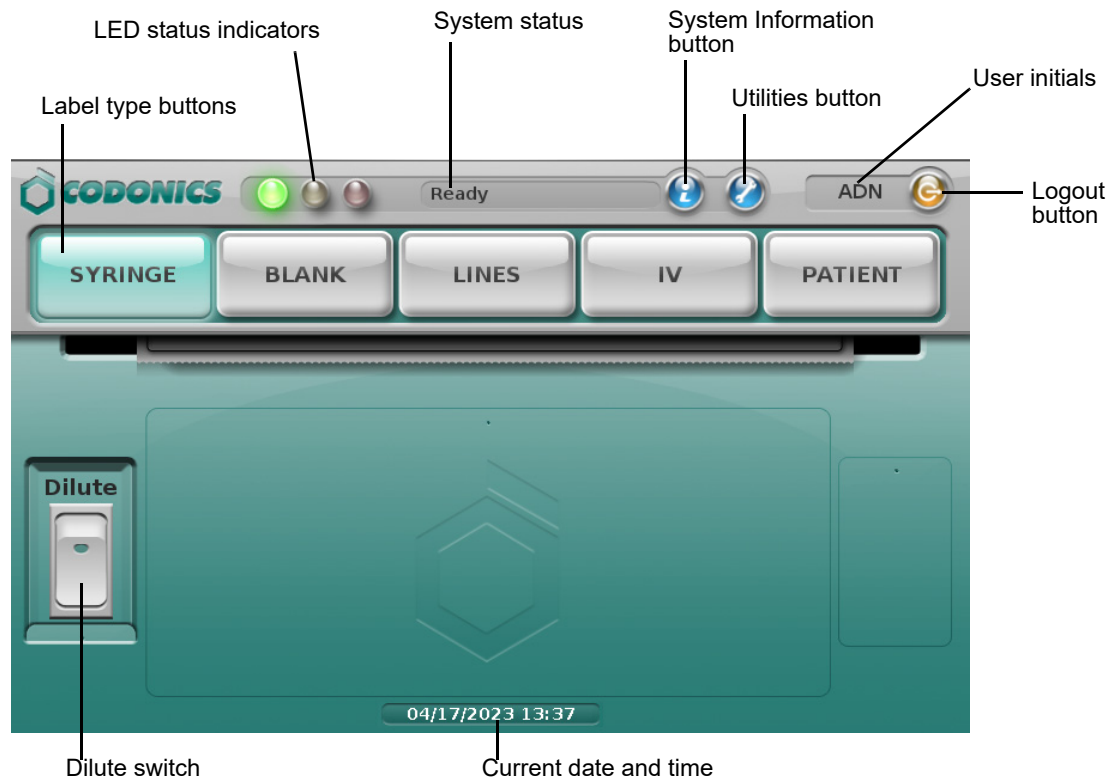 System status
System Information
button
LED status indicators
User initials
Utilities button
Label type buttons
CODONICS
Ready
i
ADN
Logout
button
SYRINGE
BLANK
LINES
IV
PATIENT
Dilute
04/17/2023 13:37
Dilute switch
Current date and time